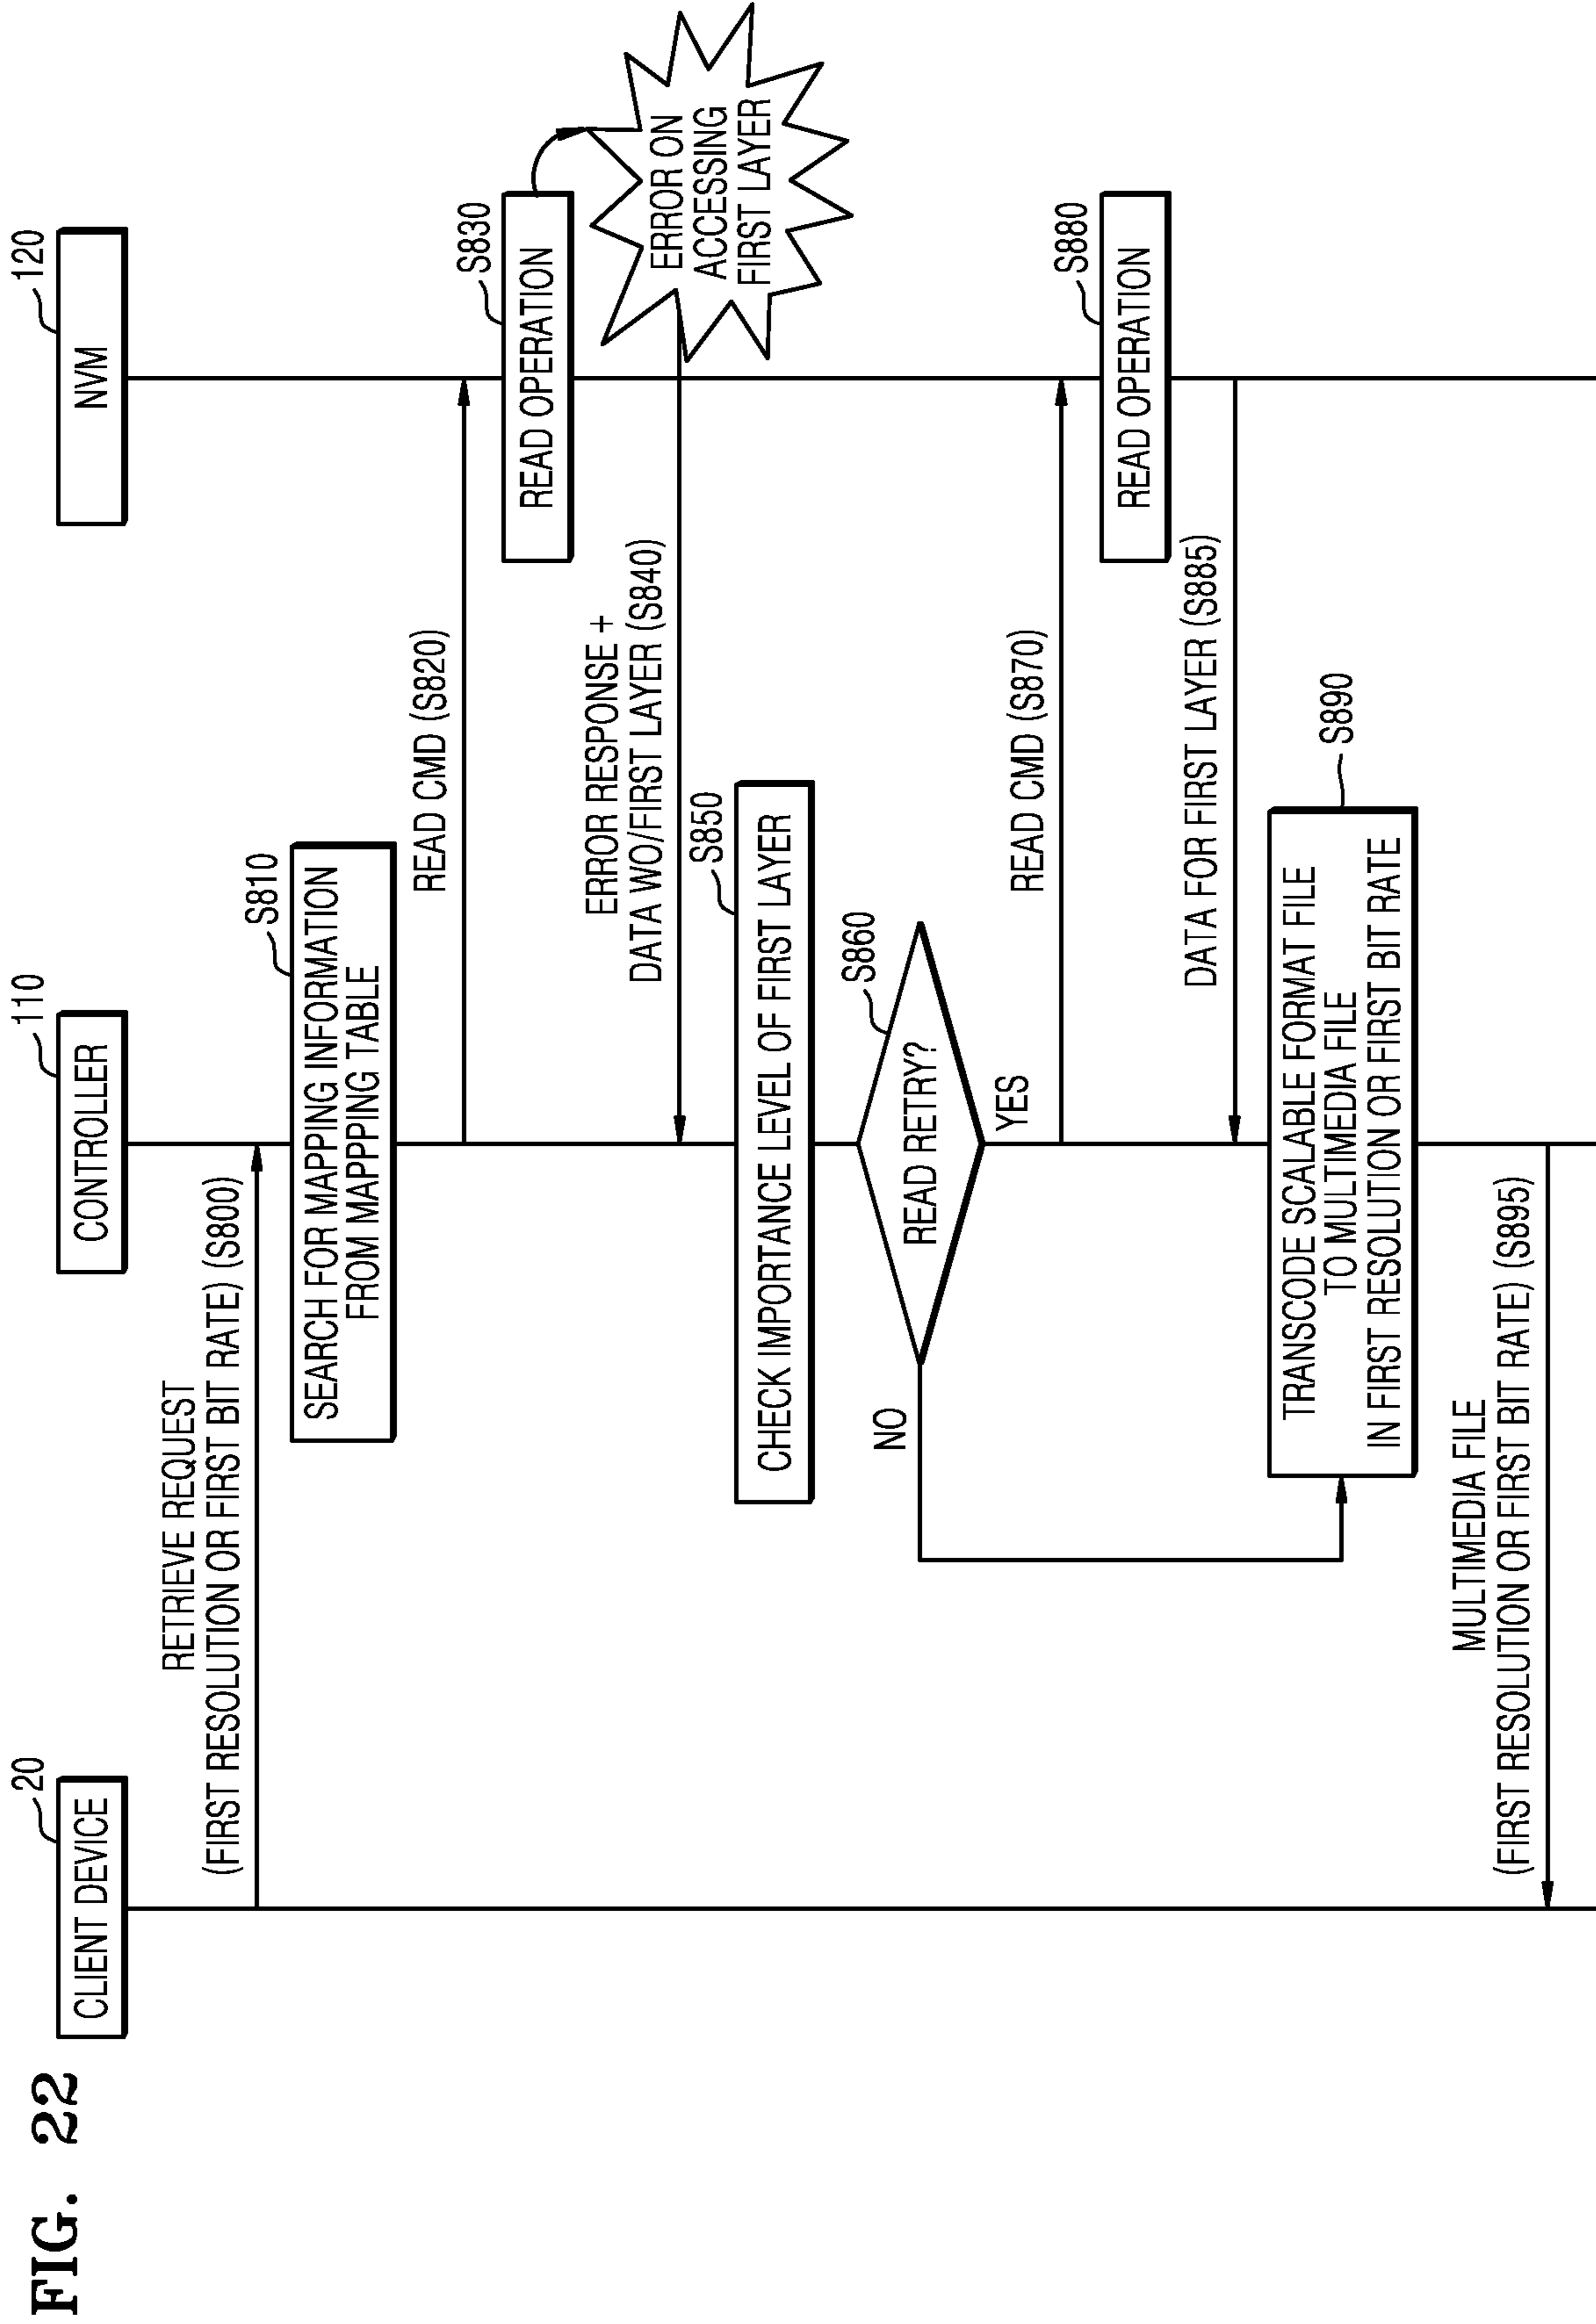 FIG. 22
20
CLIENT DEVICE
110
CONTROLLER
120
NVM
RETRIEVE REQUEST
(FIRST RESOLUTION OR FIRST BIT RATE) (S800)
S810
SEARCH FOR MAPPING INFORMATION
FROM MAPPING TABLE
READ CMD (S820)
S830
READ OPERATION
ERROR ON
ACCESSING
FIRST LAYER
ERROR RESPONSE +
DATA WO/FIRST LAYER (S840)
S850
CHECK IMPORTANCE LEVEL OF FIRST LAYER
S860
READ RETRY?
NO
YES
READ CMD (S870)
S880
READ OPERATION
DATA FOR FIRST LAYER (S885)
S890
TRANSCODE SCALABLE FORMAT FILE
TO MULTIMEDIA FILE
IN FIRST RESOLUTION OR FIRST BIT RATE
MULTIMEDIA FILE
(FIRST RESOLUTION OR FIRST BIT RATE) (S895)